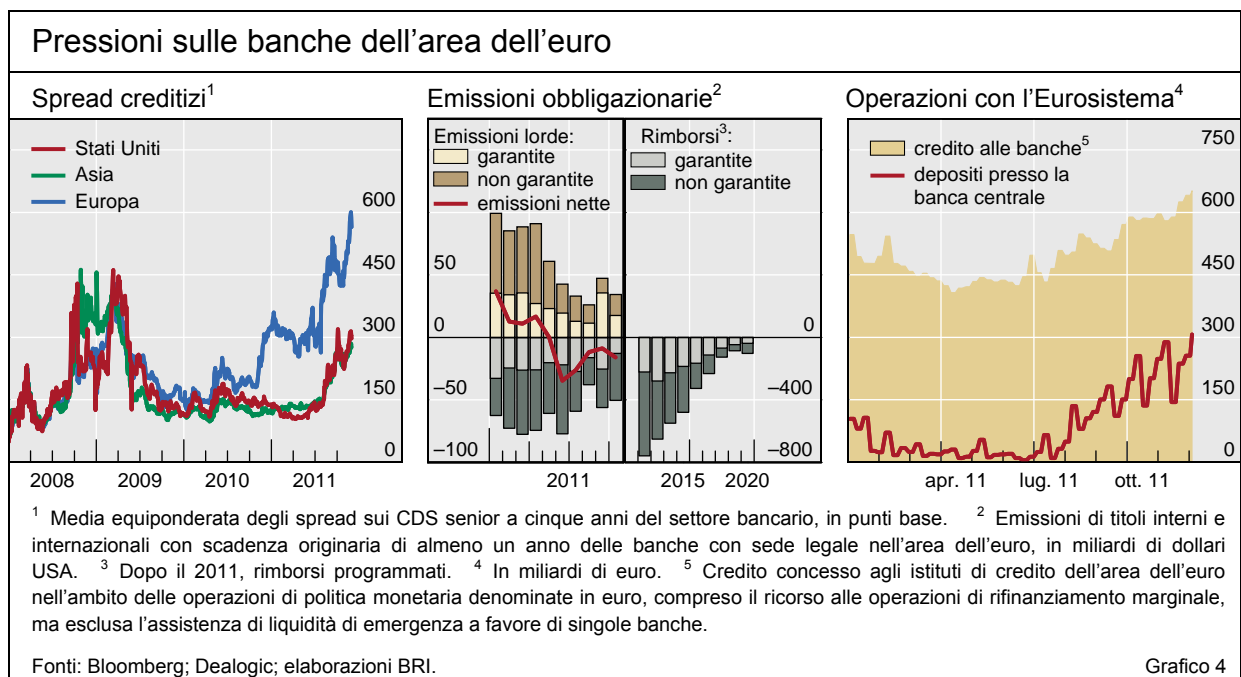 Pressioni sulle banche dell'area dell'euro
Spread creditizi¹
Stati Uniti
Asia
Europa
600
450
300
150
0
2008 2009 2010 2011
Emissioni obbligazionarie²
Emissioni lorde:
garantite
non garantite
emissioni nette
50
0
–50
–100
2011
Rimborsi³:
garantite
non garantite
0
–400
–800
2015 2020
Operazioni con l'Eurosistema⁴
credito alle banche⁵
depositi presso la
banca centrale
750
600
450
300
150
0
apr. 11 lug. 11 ott. 11
¹ Media equiponderata degli spread sui CDS senior a cinque anni del settore bancario, in punti base. ² Emissioni di titoli interni e
internazionali con scadenza originaria di almeno un anno delle banche con sede legale nell'area dell'euro, in miliardi di dollari
USA. ³ Dopo il 2011, rimborsi programmati. ⁴ In miliardi di euro. ⁵ Credito concesso agli istituti di credito dell'area dell'euro
nell'ambito delle operazioni di politica monetaria denominate in euro, compreso il ricorso alle operazioni di rifinanziamento marginale,
ma esclusa l'assistenza di liquidità di emergenza a favore di singole banche.
Fonti: Bloomberg; Dealogic; elaborazioni BRI. Grafico 4